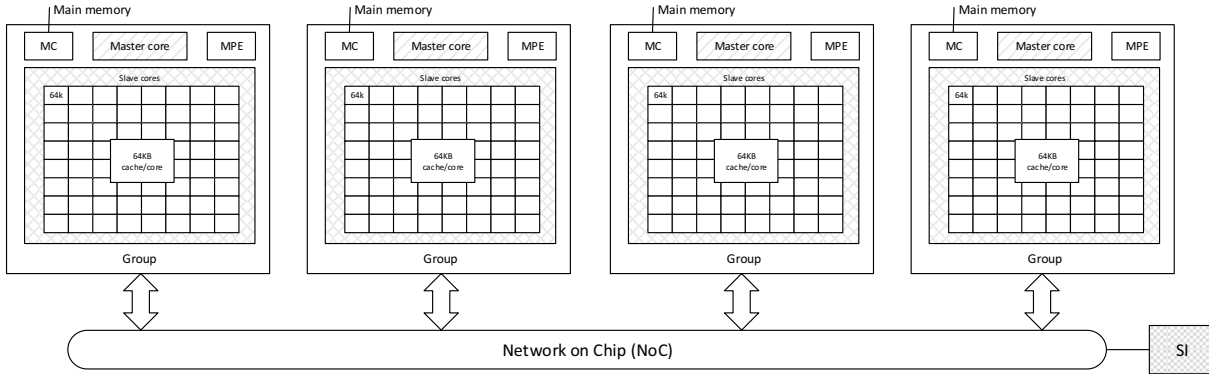 Main memory
Main memory
Main memory
Main memory
MC
Master core
MPE
MC
Master core
MPE
MC
Master core
MPE
MC
Master core
MPE
Slave cores
Slave cores
Slave cores
Slave cores
64k
64k
64k
64k
64KB
cache/core
64KB
cache/core
64KB
cache/core
64KB
cache/core
Group
Group
Group
Group
Network on Chip (NoC)
SI